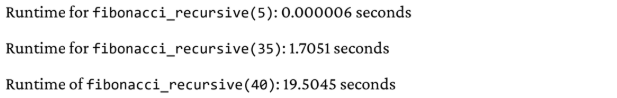 Runtime for fibonacci_recursive(5): 0.000006 seconds
Runtime for fibonacci_recursive(35): 1.7051 seconds
Runtime of fibonacci_recursive(40): 19.5045 seconds